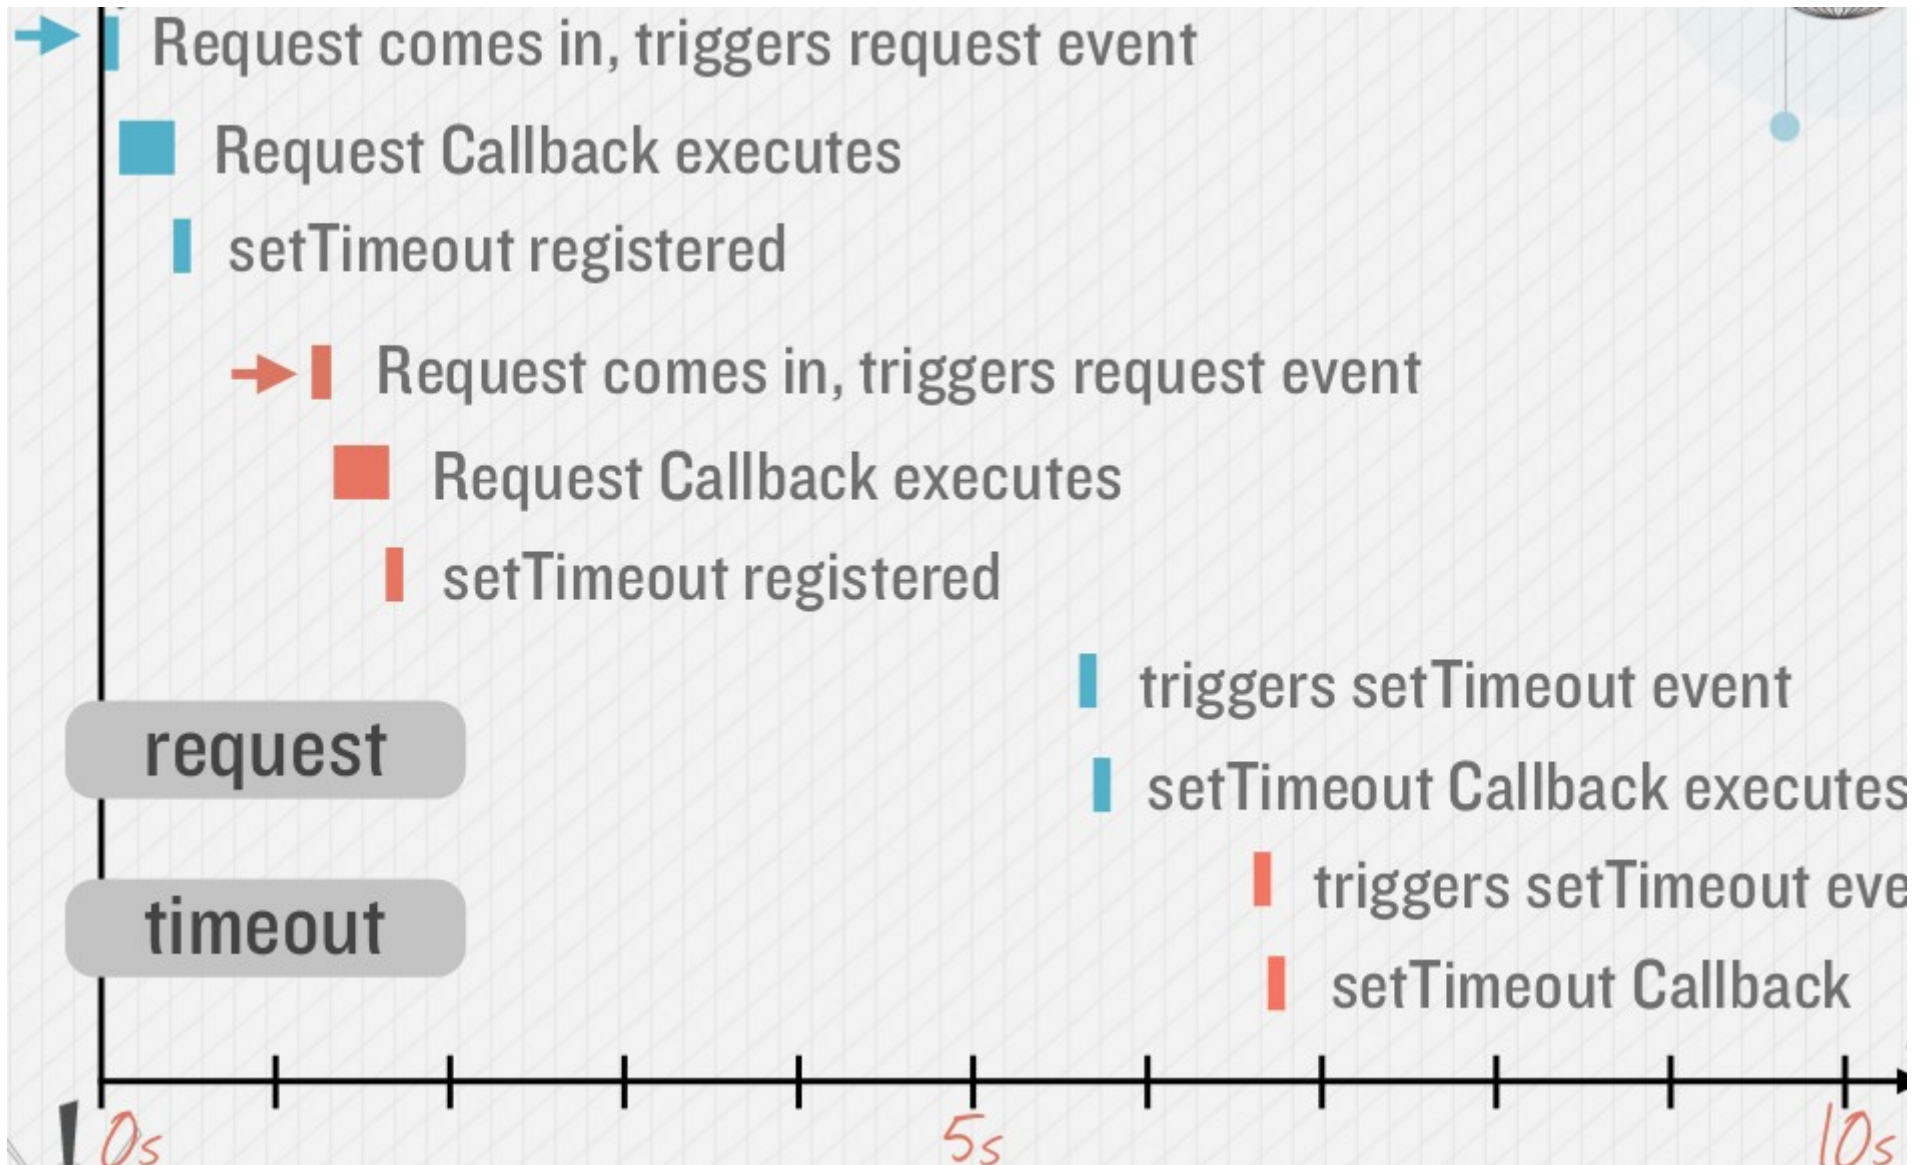 Request comes in, triggers request event
Request Callback executes
setTimeout registered
Request comes in, triggers request event
Request Callback executes
setTimeout registered
triggers setTimeout event
request
setTimeout Callback executes
triggers setTimeout eve
timeout
setTimeout Callback
0s 5s 10s